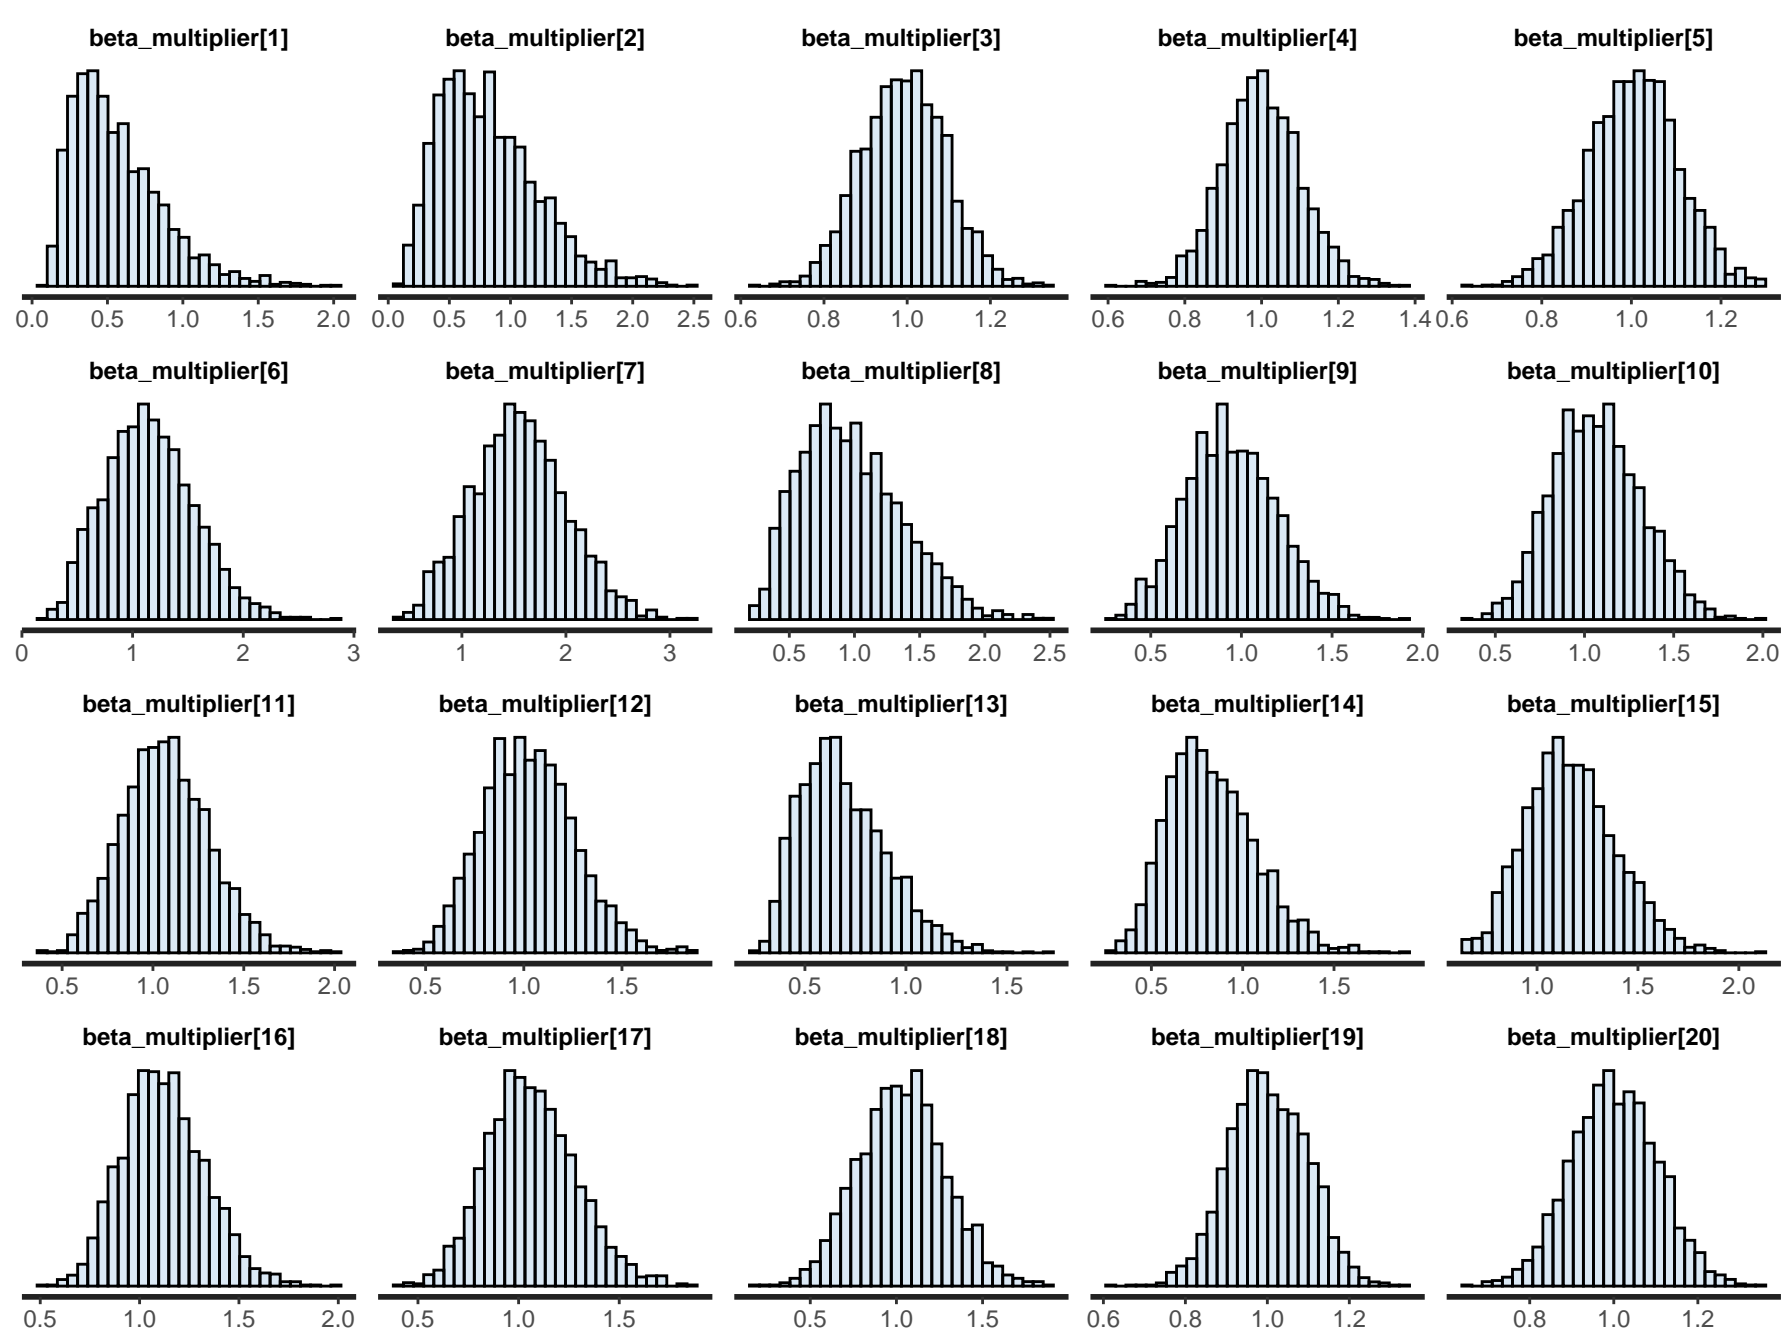 beta_multiplier[1] beta_multiplier[2] beta_multiplier[3] beta_multiplier[4] beta_multiplier[5]
0.0 0.5 1.0 1.5 2.0 0.0 0.5 1.0 1.5 2.0 2.5 0.6 0.8 1.0 1.2 0.6 0.8 1.0 1.2 1.4 0.6 0.8 1.0 1.2
beta_multiplier[6] beta_multiplier[7] beta_multiplier[8] beta_multiplier[9] beta_multiplier[10]
0 1 2 3 1 2 3 0.5 1.0 1.5 2.0 2.5 0.5 1.0 1.5 2.0 0.5 1.0 1.5 2.0
beta_multiplier[11] beta_multiplier[12] beta_multiplier[13] beta_multiplier[14] beta_multiplier[15]
0.5 1.0 1.5 2.0 0.5 1.0 1.5 0.5 1.0 1.5 0.5 1.0 1.5 1.0 1.5 2.0
beta_multiplier[16] beta_multiplier[17] beta_multiplier[18] beta_multiplier[19] beta_multiplier[20]
0.5 1.0 1.5 2.0 0.5 1.0 1.5 0.5 1.0 1.5 0.6 0.8 1.0 1.2 0.8 1.0 1.2